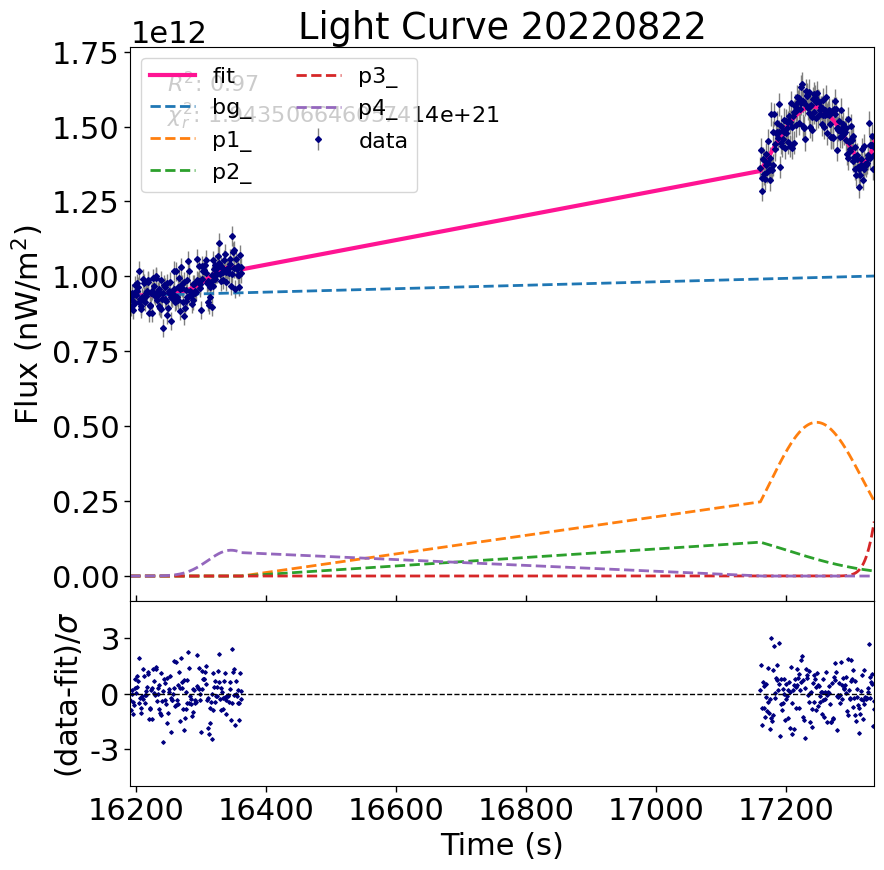 Light Curve 20220822
1e12
1.75
1.50
1.25
1.00
0.75
0.50
0.25
0.00
Flux (nW/m²)
R²: 0.97
fit
bg_
p1_
p2_
p3_
p4_
data
3
0
-3
(data-fit)/σ
16200 16400 16600 16800 17000 17200
Time (s)